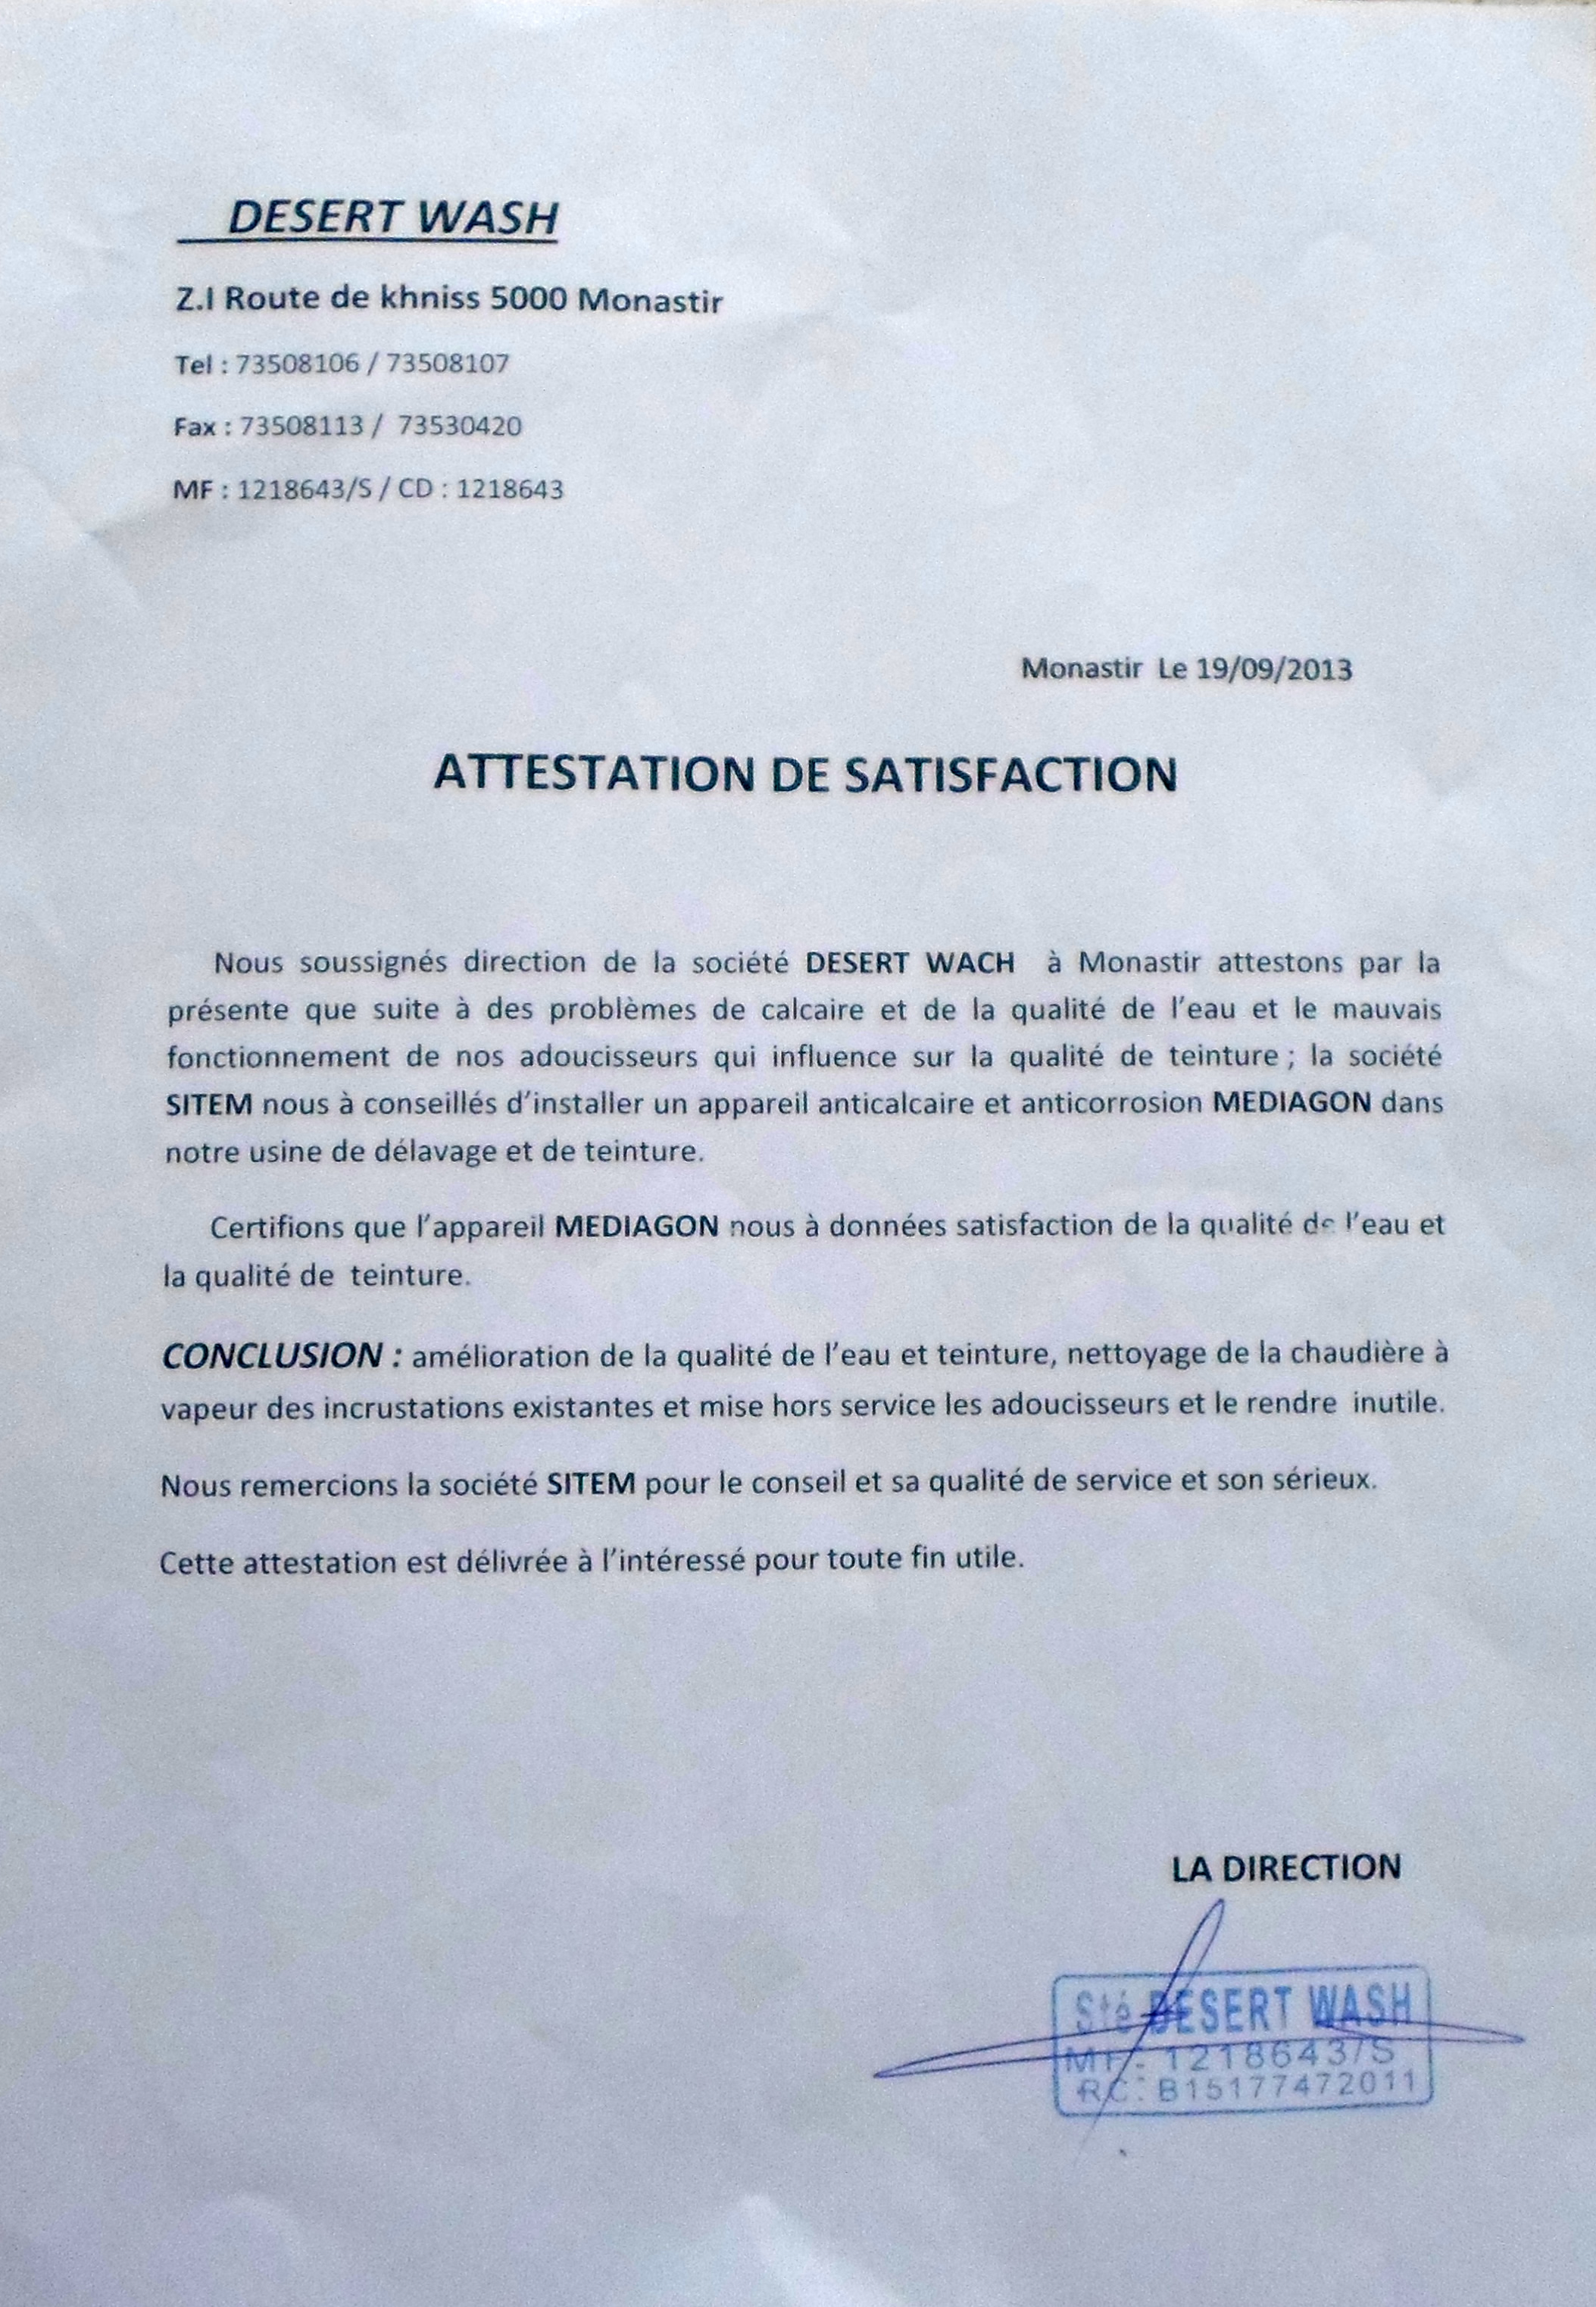 DESERT WASH
Z.I Route de khniss 5000 Monastir
Tel : 73508106 / 73508107
Fax : 73508113 / 73530420
MF : 1218643/S / CD : 1218643
Monastir Le 19/09/2013
ATTESTATION DE SATISFACTION
Nous soussignés direction de la société DESERT WACH à Monastir attestons par la
présente que suite à des problèmes de calcaire et de la qualité de l'eau et le mauvais
fonctionnement de nos adoucisseurs qui influence sur la qualité de teinture ; la société
SITEM nous à conseillés d'installer un appareil anticalcaire et anticorrosion MEDIAGON dans
notre usine de délavage et de teinture.
Certifions que l'appareil MEDIAGON nous à données satisfaction de la qualité de l'eau et
la qualité de teinture.
CONCLUSION : amélioration de la qualité de l'eau et teinture, nettoyage de la chaudière à
vapeur des incrustations existantes et mise hors service les adoucisseurs et le rendre inutile.
Nous remercions la société SITEM pour le conseil et sa qualité de service et son sérieux.
Cette attestation est délivrée à l'intéressé pour toute fin utile.
LA DIRECTION
Sté DESERT WASH
MF: 1218643/S
RC: B15177472011